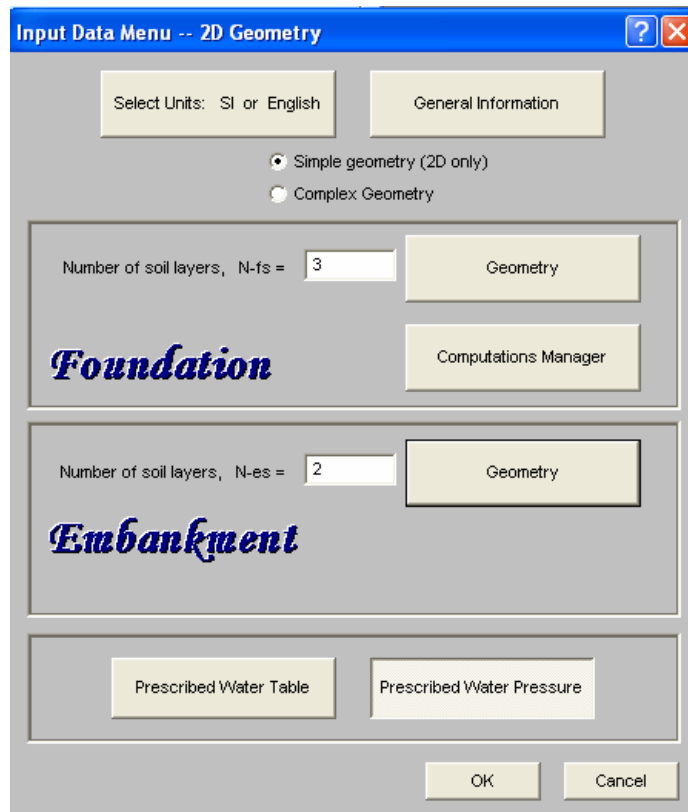 Input Data Menu -- 2D Geometry
Select Units: SI or English
General Information
Simple geometry (2D only)
Complex Geometry
Number of soil layers, N-fs =
3
Geometry
Foundation
Computations Manager
Number of soil layers, N-es =
2
Geometry
Embankment
Prescribed Water Table
Prescribed Water Pressure
OK
Cancel